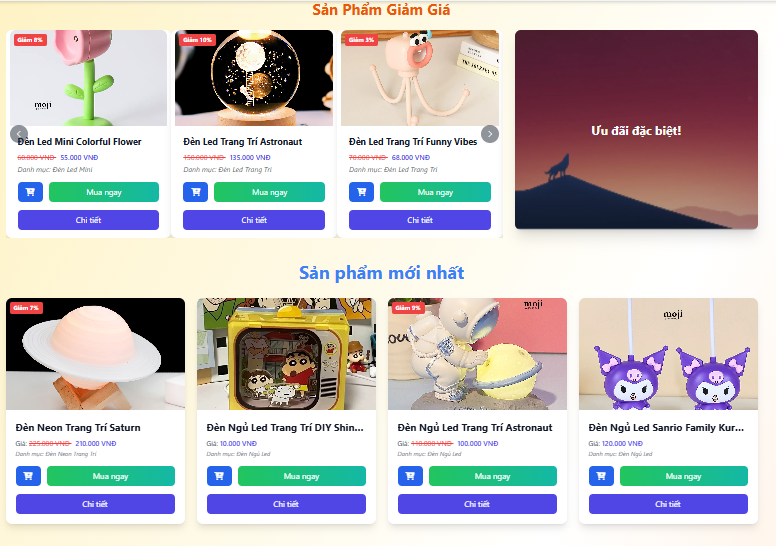 Sản Phẩm Giảm Giá
Giảm 8%
Giảm 10%
Giảm 3%
moji
Ưu đãi đặc biệt!
Đèn Led Mini Colorful Flower
60.000 VNĐ 55.000 VNĐ
Danh mục: Đèn Led Mini
Mua ngay
Chi tiết
Đèn Led Trang Trí Astronaut
150.000 VNĐ 135.000 VNĐ
Danh mục: Đèn Led Trang Trí
Mua ngay
Chi tiết
Đèn Led Trang Trí Funny Vibes
70.000 VNĐ 68.000 VNĐ
Danh mục: Đèn Led Trang Trí
Mua ngay
Chi tiết
Sản phẩm mới nhất
Giảm 7%
Đèn Neon Trang Trí Saturn
Giá: 225.000 VNĐ 210.000 VNĐ
Danh mục: Đèn Neon Trang Trí
Mua ngay
Chi tiết
Đèn Ngủ Led Trang Trí DIY Shin...
Giá: 10.000 VNĐ
Danh mục: Đèn Ngủ Led
Mua ngay
Chi tiết
Giảm 9%
moji
Đèn Ngủ Led Trang Trí Astronaut
Giá: 110.000 VNĐ 100.000 VNĐ
Danh mục: Đèn Ngủ Led
Mua ngay
Chi tiết
moji
Đèn Ngủ Led Sanrio Family Kur...
Giá: 120.000 VNĐ
Danh mục: Đèn Ngủ Led
Mua ngay
Chi tiết